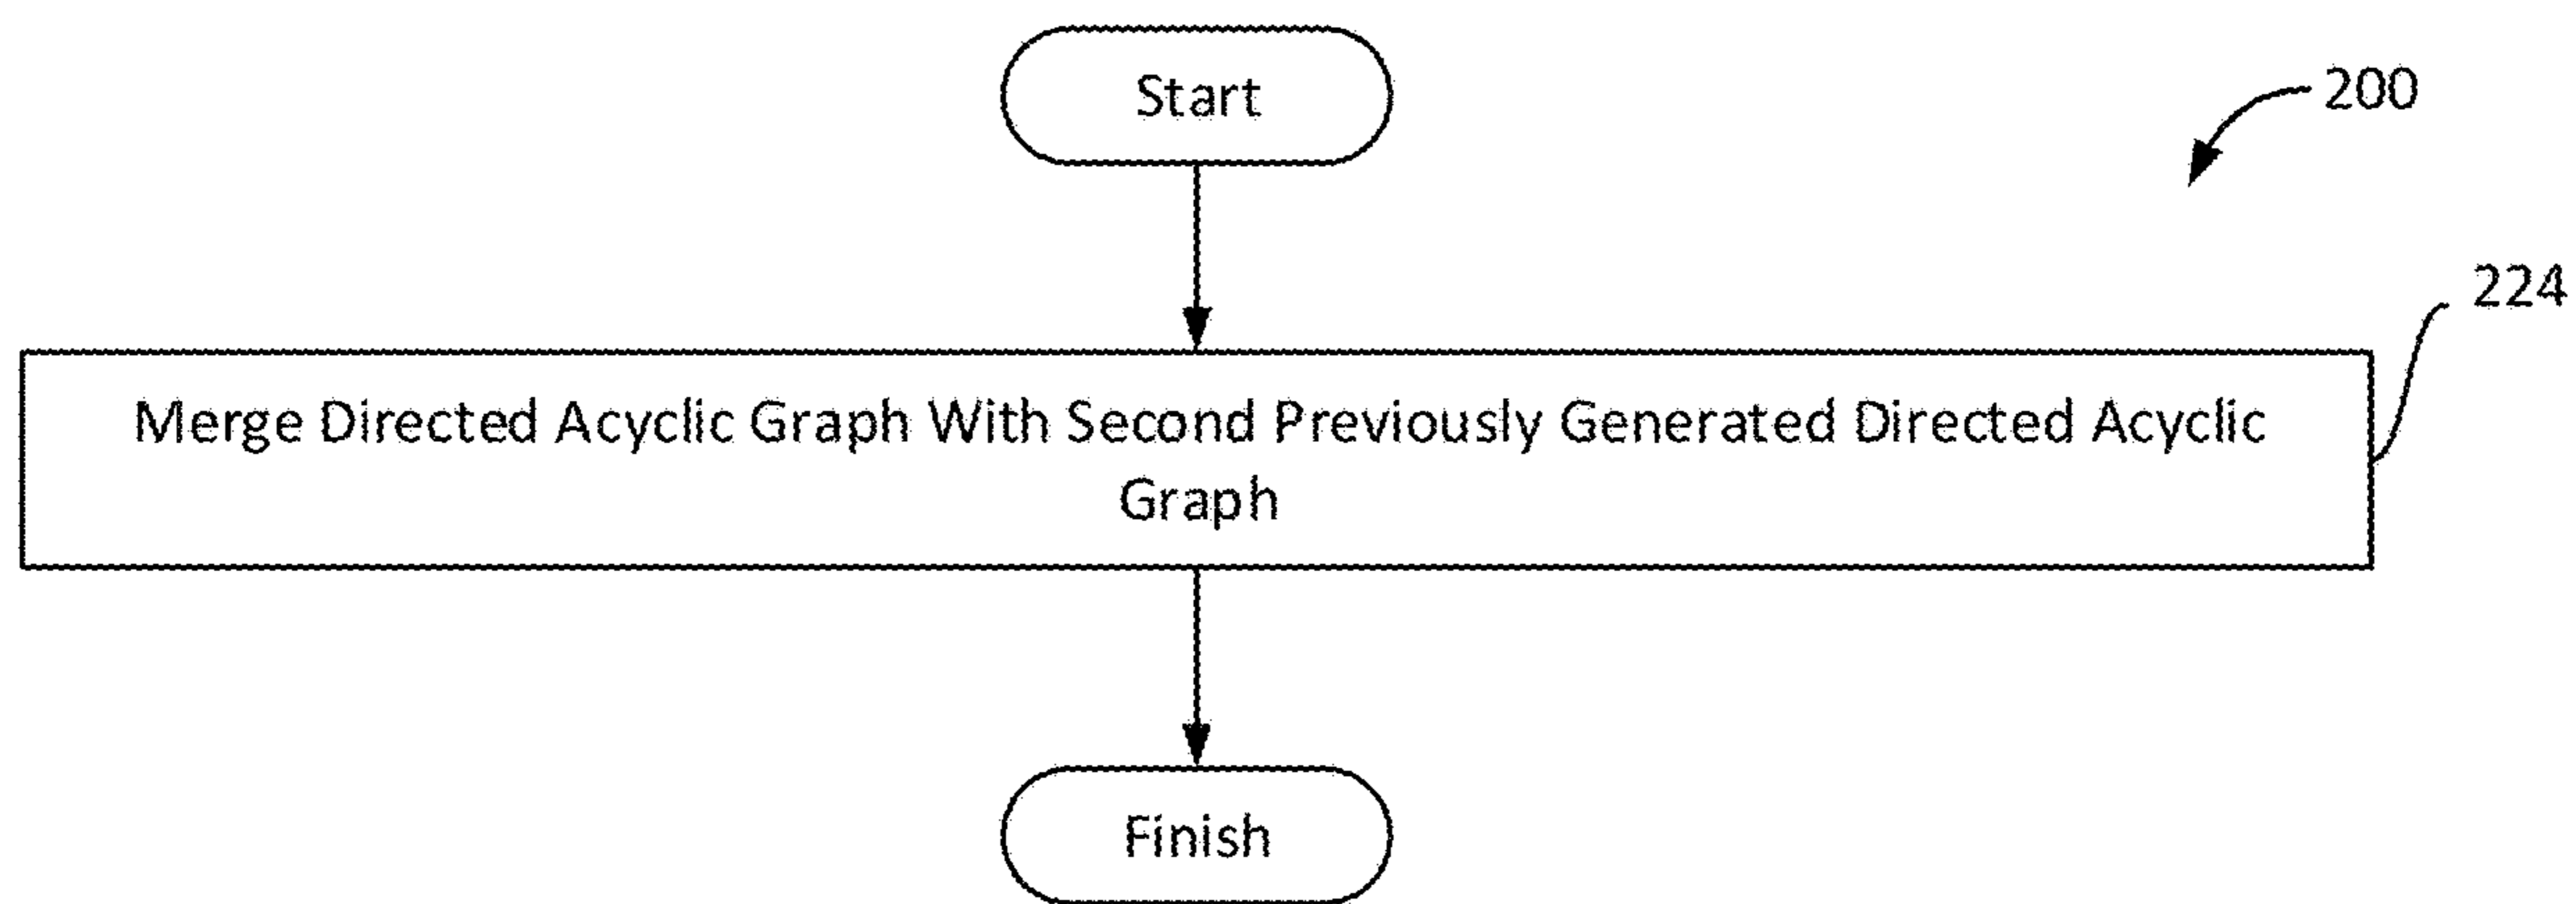 Start
200
224
Merge Directed Acyclic Graph With Second Previously Generated Directed Acyclic
Graph
Finish